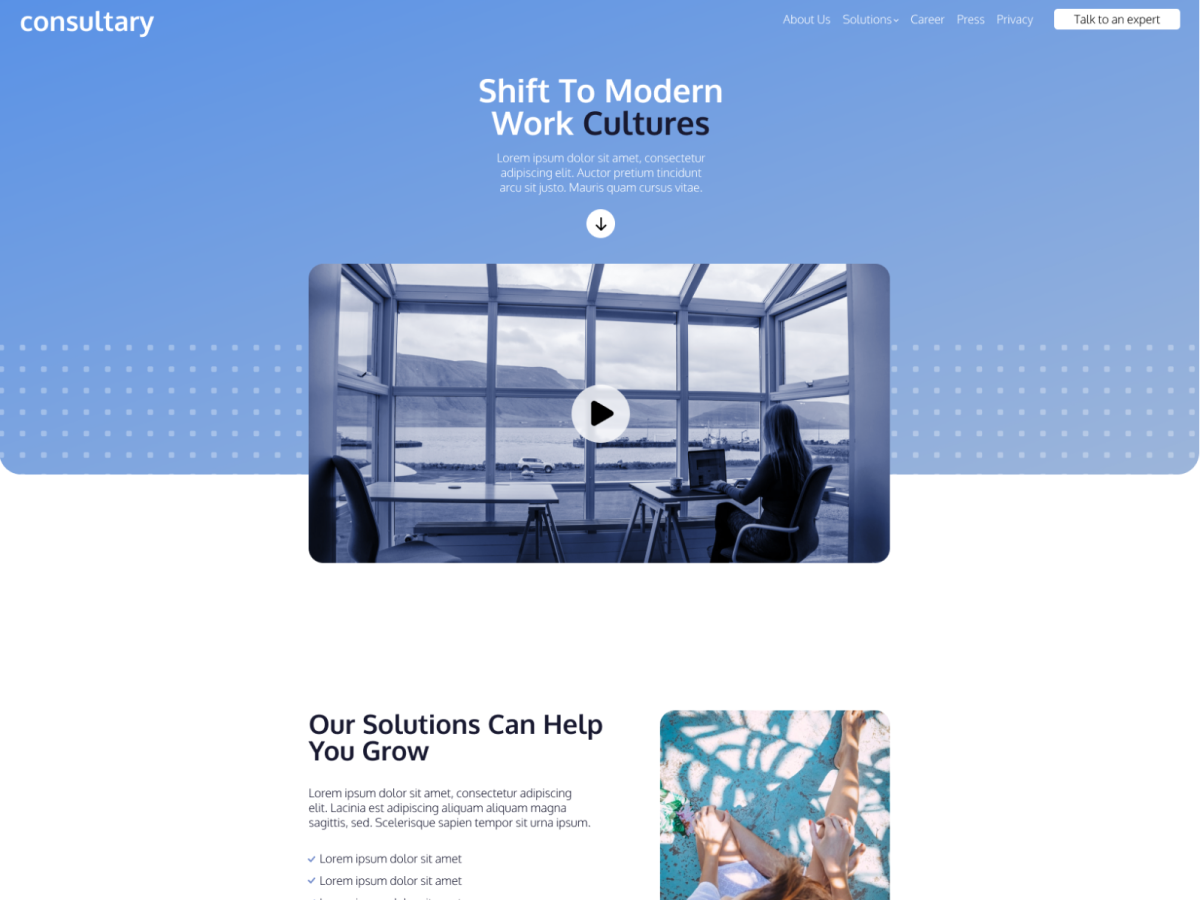 consultary
About Us Solutions Career Press Privacy Talk to an expert
Shift To Modern
Work Cultures
Lorem ipsum dolor sit amet, consectetur
adipiscing elit. Auctor pretium tincidunt
arcu sit justo. Mauris quam cursus vitae.
Our Solutions Can Help
You Grow
Lorem ipsum dolor sit amet, consectetur adipiscing
elit. Lacinia est adipiscing aliquam aliquam magna
sagittis, sed. Scelerisque sapien tempor sit urna ipsum.
Lorem ipsum dolor sit amet
Lorem ipsum dolor sit amet